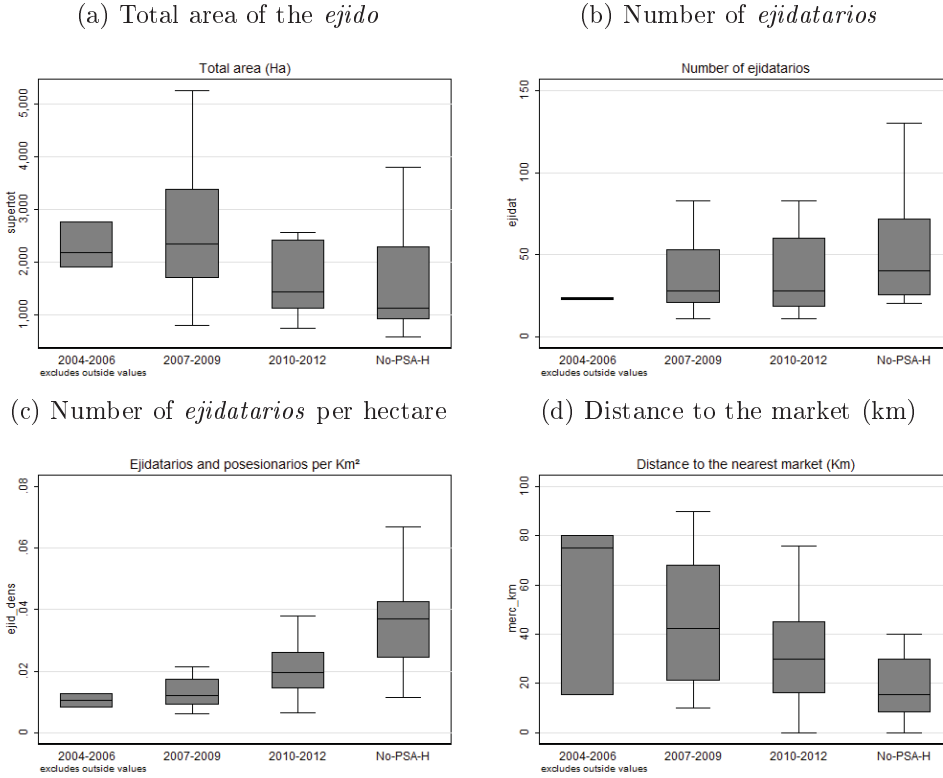 (a) Total area of the ejido
(b) Number of ejidatarios
Total area (Ha)
supertot
5,000
4,000
3,000
2,000
1,000
2004-2006
2007-2009
2010-2012
No-PSA-H
excludes outside values
Number of ejidatarios
ejidat
150
100
50
0
2004-2006
2007-2009
2010-2012
No-PSA-H
excludes outside values
(c) Number of ejidatarios per hectare
(d) Distance to the market (km)
Ejidatarios and posesionarios per Km²
ejid_dens
.08
.06
.04
.02
0
2004-2006
2007-2009
2010-2012
No-PSA-H
excludes outside values
Distance to the nearest market (Km)
merc_km
100
80
60
40
20
0
2004-2006
2007-2009
2010-2012
No-PSA-H
excludes outside values